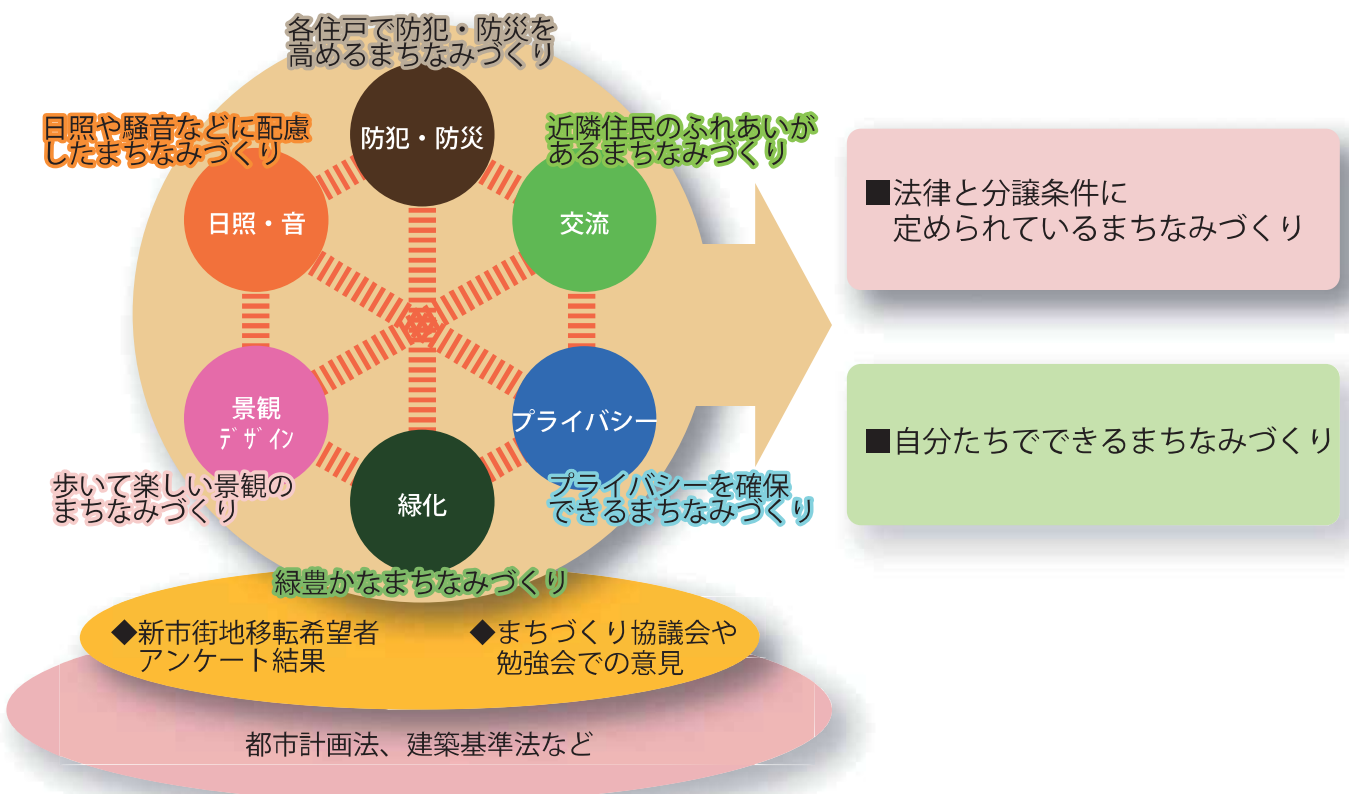 各住戸で防犯・防災を
高めるまちなみづくり
防犯・防災
日照や騒音などに配慮
したまちなみづくり
日照・音
近隣住民のふれあいが
あるまちなみづくり
交流
景観
ﾃﾞｻﾞｲﾝ
歩いて楽しい景観の
まちなみづくり
プライバシー
プライバシーを確保
できるまちなみづくり
緑化
緑豊かなまちなみづくり
■法律と分譲条件に
定められているまちなみづくり
■自分たちでできるまちなみづくり
◆新市街地移転希望者
アンケート結果
◆まちづくり協議会や
勉強会での意見
都市計画法、建築基準法など